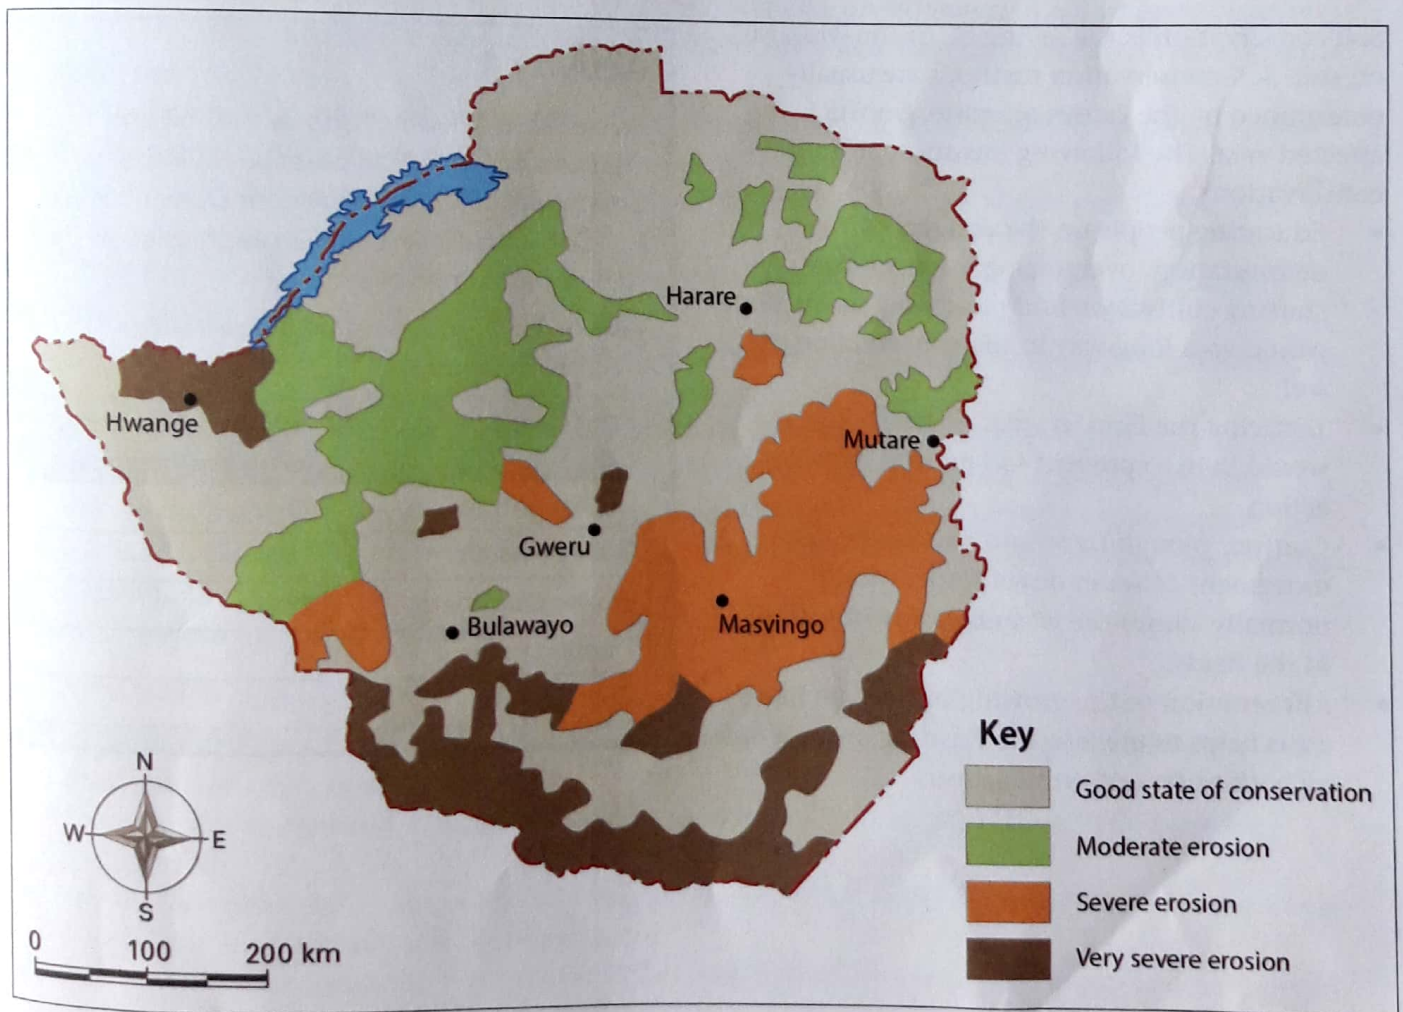 Harare
Hwange
Mutare
Gweru
Masvingo
Bulawayo
Key
Good state of conservation
Moderate erosion
Severe erosion
Very severe erosion
N
W E
S
0 100 200 km